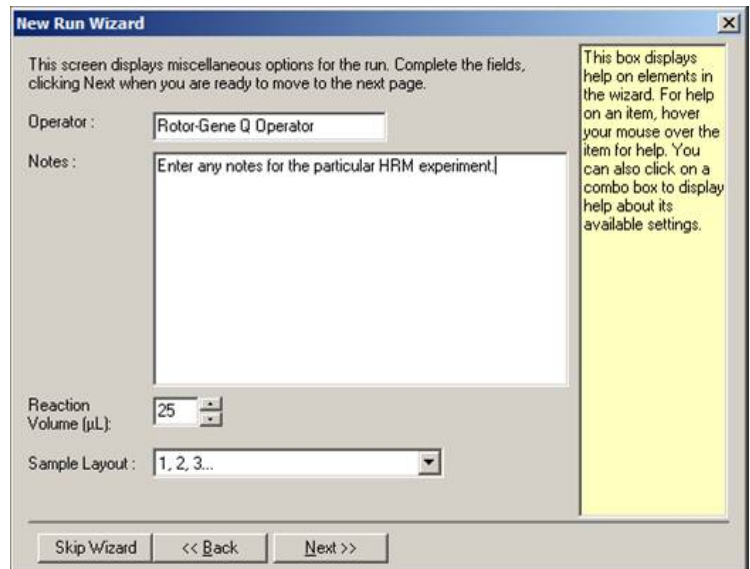 New Run Wizard
This screen displays miscellaneous options for the run. Complete the fields,
clicking Next when you are ready to move to the next page.
Operator :
Rotor-Gene Q Operator
Notes :
Enter any notes for the particular HRM experiment.
Reaction
Volume (µL):
25
Sample Layout :
1, 2, 3...
Skip Wizard
<< Back
Next >>
This box displays
help on elements in
the wizard. For help
on an item, hover
your mouse over the
item for help. You
can also click on a
combo box to display
help about its
available settings.